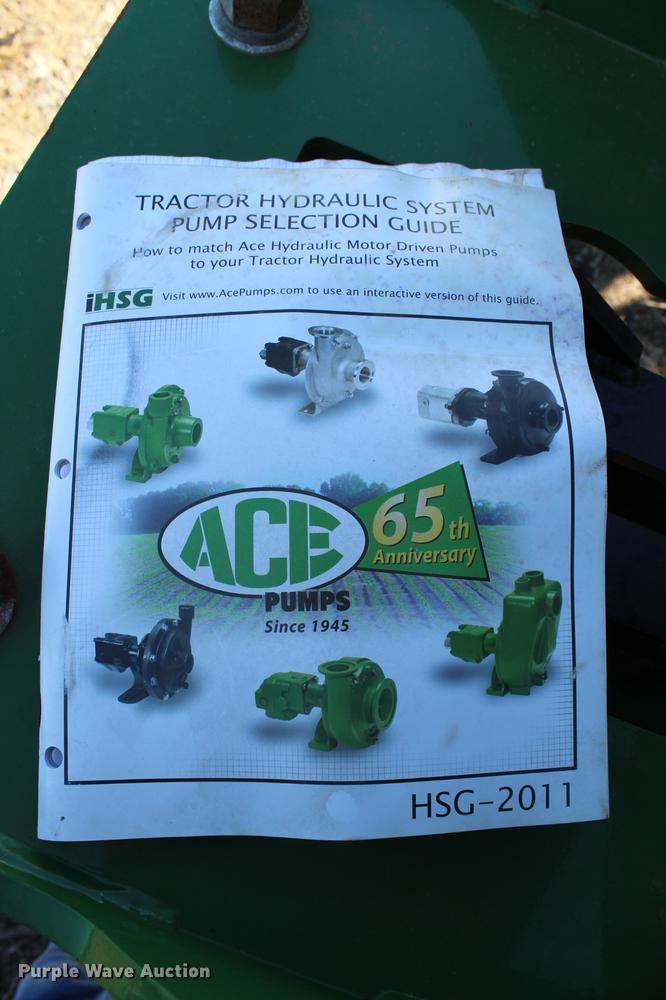 TRACTOR HYDRAULIC SYSTEM
PUMP SELECTION GUIDE
How to match Ace Hydraulic Motor Driven Pumps
to your Tractor Hydraulic System
iHSG Visit www.AcePumps.com to use an interactive version of this guide.
ACE
65th
Anniversary
PUMPS
Since 1945
HSG-2011
Purple Wave Auction